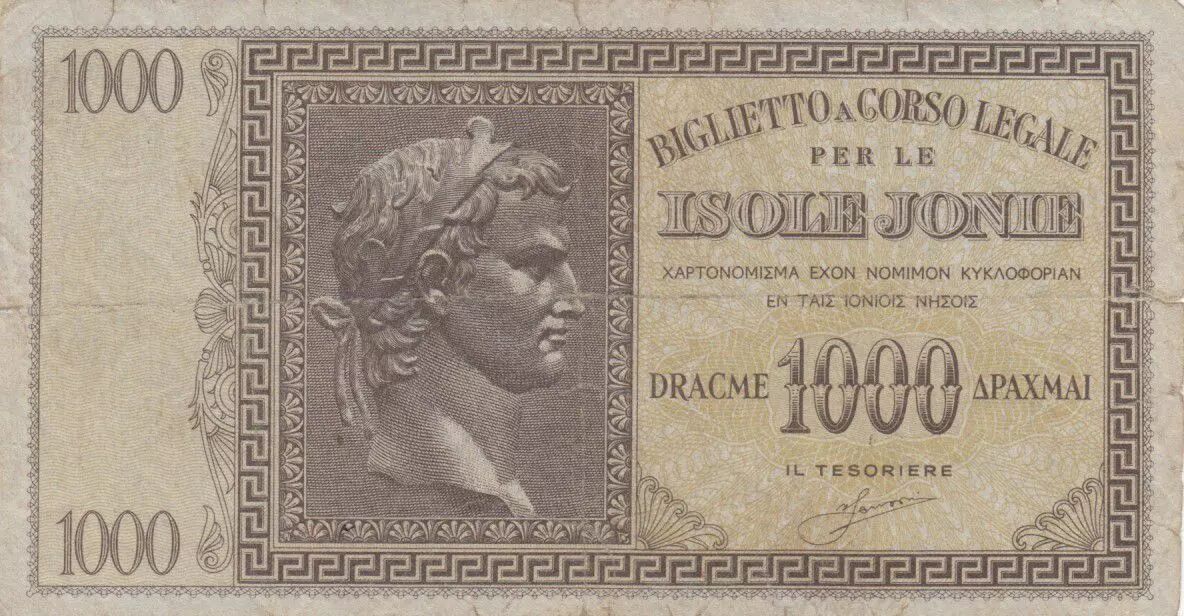 1000
BIGLIETTO A CORSO LEGALE
PER LE
ISOLE JONIE
ΧΑΡΤΟΝΟΜΙΣΜΑ ΕΧΟΝ ΝΟΜΙΜΟΝ ΚΥΚΛΟΦΟΡΙΑΝ
ΕΝ ΤΑΙΣ ΙΟΝΙΟΙΣ ΝΗΣΟΙΣ
DRACME 1000 ΔΡΑΧΜΑΙ
IL TESORIERE
1000